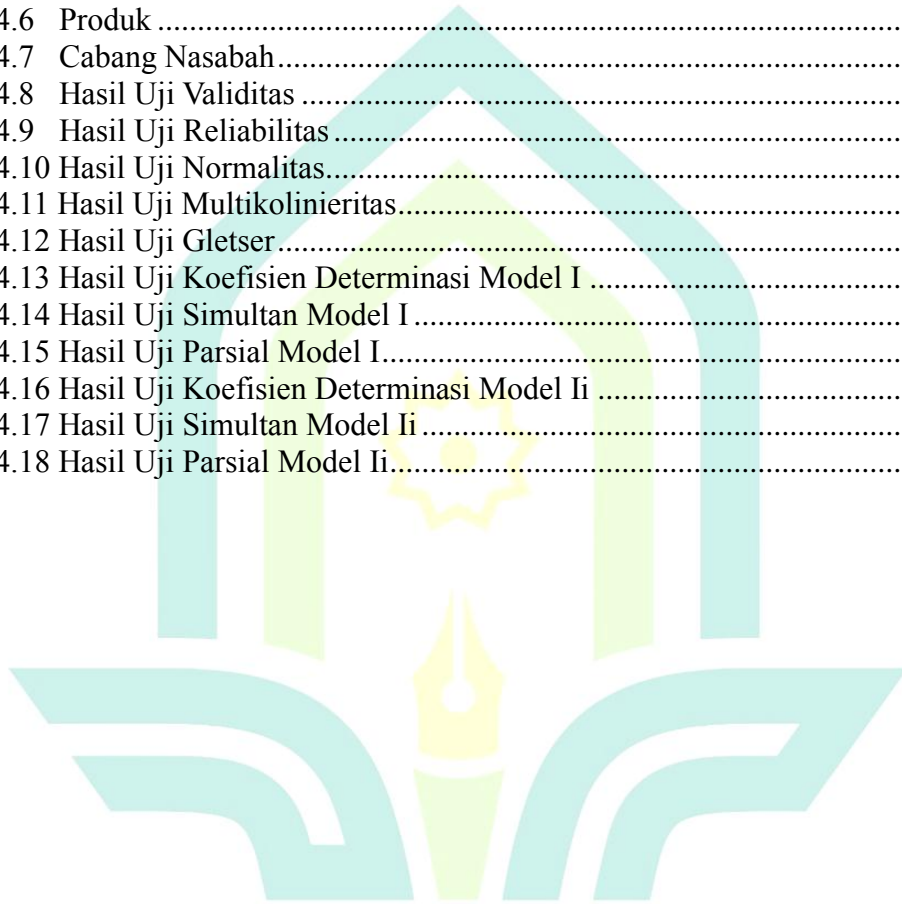 4.6 Produk ........................................................................................................
4.7 Cabang Nasabah........................................................................................
4.8 Hasil Uji Validitas .....................................................................................
4.9 Hasil Uji Reliabilitas .................................................................................
4.10 Hasil Uji Normalitas..................................................................................
4.11 Hasil Uji Multikolinieritas.........................................................................
4.12 Hasil Uji Gletser........................................................................................
4.13 Hasil Uji Koefisien Determinasi Model I ..................................................
4.14 Hasil Uji Simultan Model I .......................................................................
4.15 Hasil Uji Parsial Model I...........................................................................
4.16 Hasil Uji Koefisien Determinasi Model Ii .................................................
4.17 Hasil Uji Simultan Model Ii ......................................................................
4.18 Hasil Uji Parsial Model Ii..........................................................................